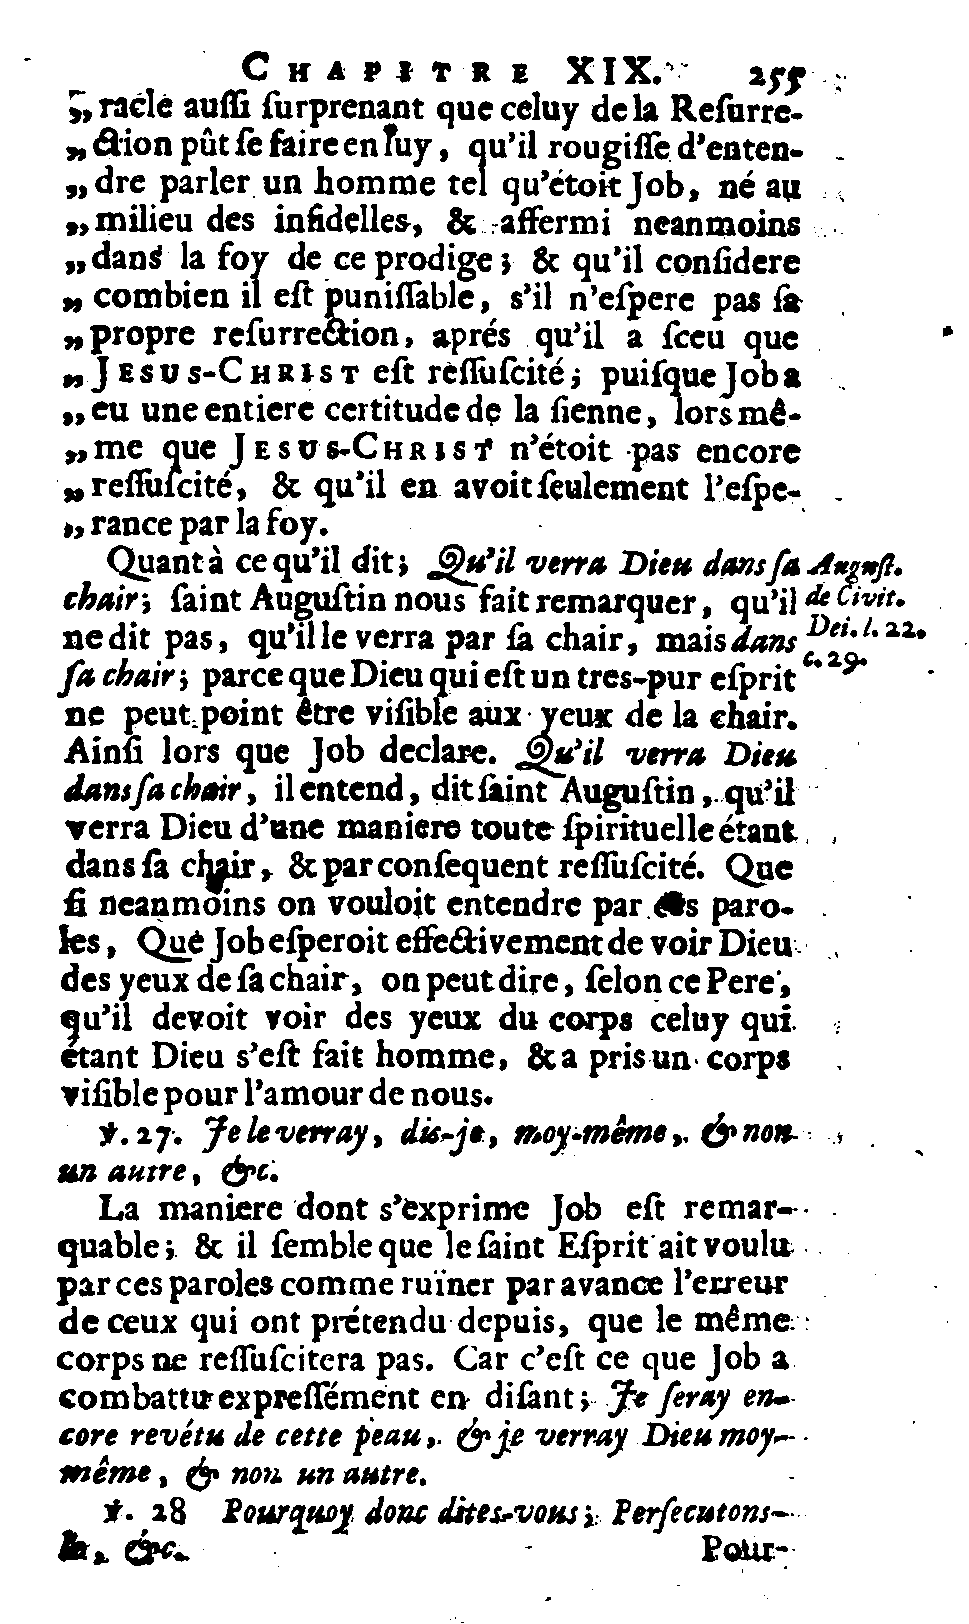 CHAPITRE XIX. 255
„racle auſſi ſurprenant que celuy de la Reſurre-
„ction pût ſe faire en luy, qu'il rougiſſe d'enten-
„dre parler un homme tel qu'étoit Job, né au
„milieu des infidelles, & affermi neanmoins
„dans la foy de ce prodige; & qu'il conſidere
„combien il eſt puniſſable, s'il n'eſpere pas ſa
„propre reſurrection, aprés qu'il a ſceu que
„JESUS-CHRIST eſt reſſuſcité; puiſque Job a
„eu une entiere certitude de la ſienne, lors mê-
„me que JESUS-CHRIST n'étoit pas encore
„reſſuſcité, & qu'il en avoit ſeulement l'eſpe-
„rance par la foy.
Quant à ce qu'il dit; Qu'il verra Dieu dans ſa
chair; ſaint Auguſtin nous fait remarquer, qu'il
ne dit pas, qu'il le verra par ſa chair, mais dans
ſa chair; parce que Dieu qui eſt un tres-pur eſprit
ne peut point être viſible aux yeux de la chair.
Ainſi lors que Job declare. Qu'il verra Dieu
dans ſa chair, il entend, dit ſaint Auguſtin, qu'il
verra Dieu d'une maniere toute ſpirituelle étant
dans ſa chair, & par conſequent reſſuſcité. Que
ſi neanmoins on vouloit entendre par ces paro-
les, Que Job eſperoit effectivement de voir Dieu
des yeux de ſa chair, on peut dire, ſelon ce Pere,
qu'il devoit voir des yeux du corps celuy qui
étant Dieu s'eſt fait homme, & a pris un corps
viſible pour l'amour de nous.
Auguſt.
de Civit.
Dei. l. 22.
c. 29.
℣. 27. Je le verray, dis-je, moy-même, & non
un autre, &c.
La maniere dont s'exprime Job eſt remar-
quable; & il ſemble que le ſaint Eſprit ait voulu
par ces paroles comme ruïner par avance l'erreur
de ceux qui ont prétendu depuis, que le même
corps ne reſſuſcitera pas. Car c'eſt ce que Job a
combattu expreſſément en diſant; Je ſeray en-
core revétu de cette peau, & je verray Dieu moy-
même, & non un autre.
℣. 28 Pourquoy donc dites-vous; Perſecutons-
le, &c.
Pour-